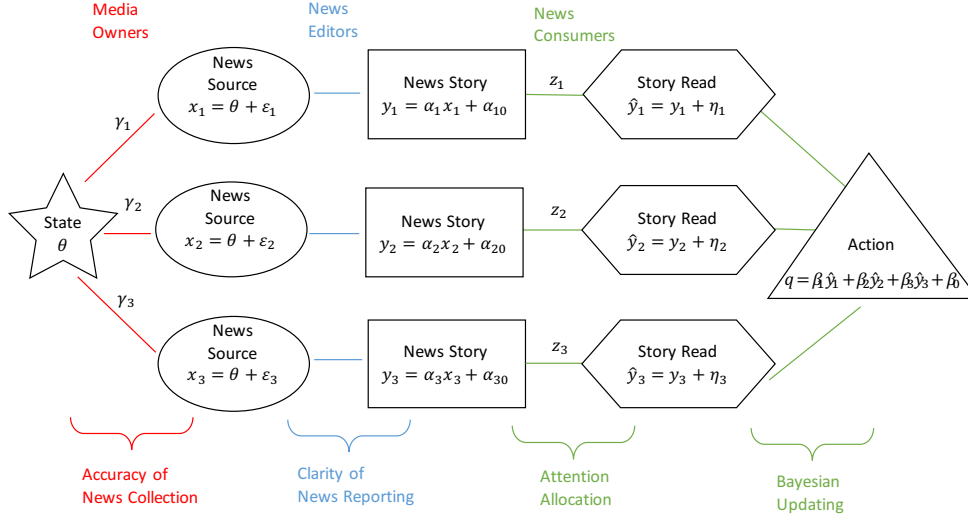 Media
Owners
News
Editors
News
Consumers
News
Source
x₁ = θ + ε₁
News Story
y₁ = α₁x₁ + α₁₀
z₁
Story Read
ŷ₁ = y₁ + η₁
γ₁
State
θ
γ₂
News
Source
x₂ = θ + ε₂
News Story
y₂ = α₂x₂ + α₂₀
z₂
Story Read
ŷ₂ = y₂ + η₂
Action
q = β₁ŷ₁ + β₂ŷ₂ + β₃ŷ₃ + β₀
γ₃
News
Source
x₃ = θ + ε₃
News Story
y₃ = α₃x₃ + α₃₀
z₃
Story Read
ŷ₃ = y₃ + η₃
Accuracy of
News Collection
Clarity of
News Reporting
Attention
Allocation
Bayesian
Updating